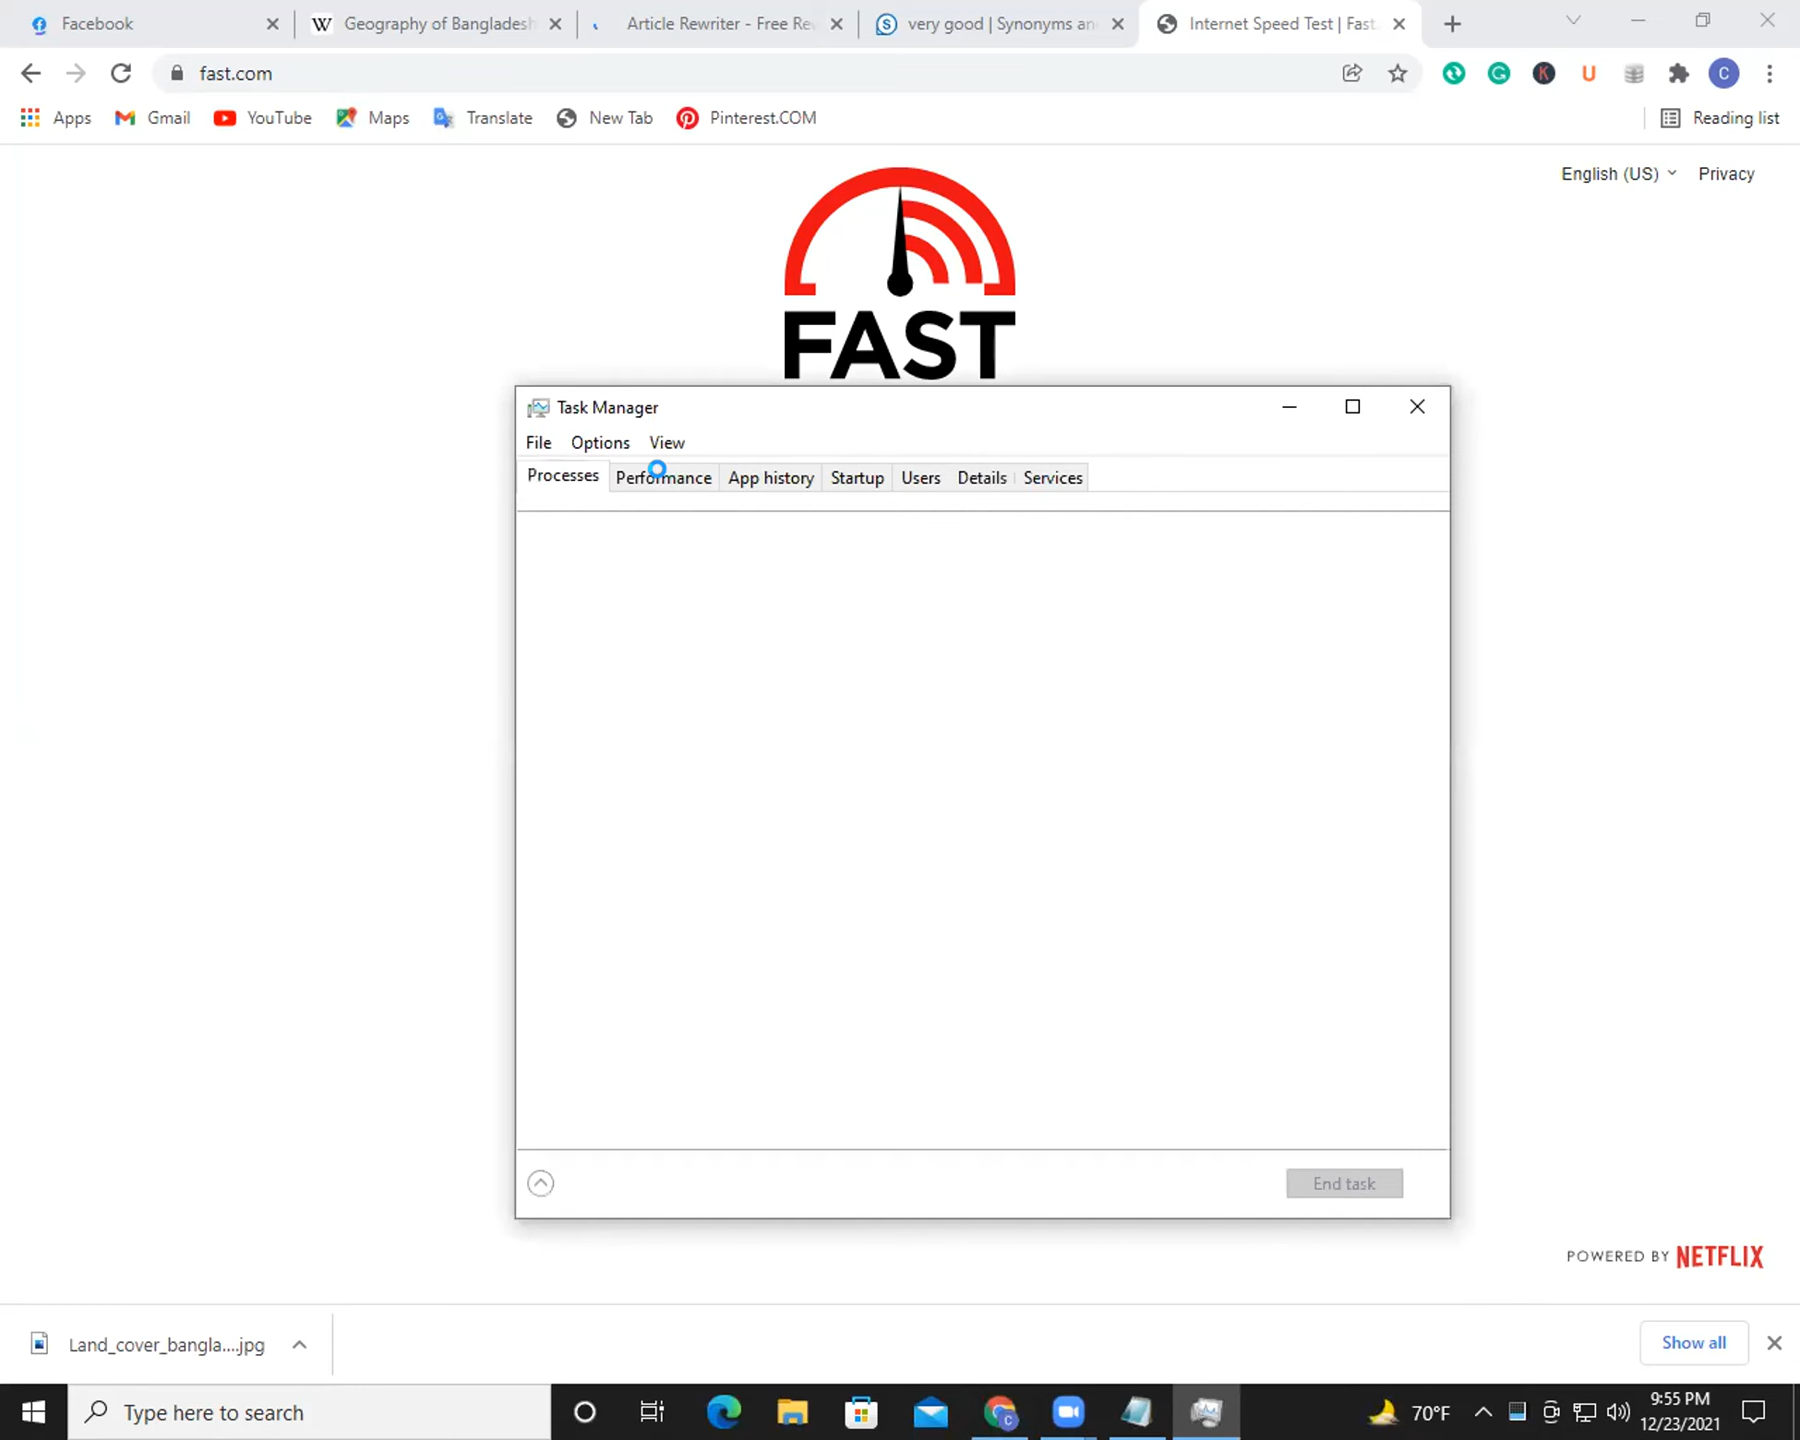 Facebook
Geography of Bangladesh
Article Rewriter - Free Re
very good | Synonyms an
Internet Speed Test | Fast.
fast.com
K
U
C
Apps
Gmail
YouTube
Maps
Translate
New Tab
Pinterest.COM
Reading list
English (US)
Privacy
FAST
Task Manager
File Options View
Processes Performance App history Startup Users Details Services
End task
POWERED BY NETFLIX
Land_cover_bangla....jpg
Show all
Type here to search
70°F
9:55 PM
12/23/2021